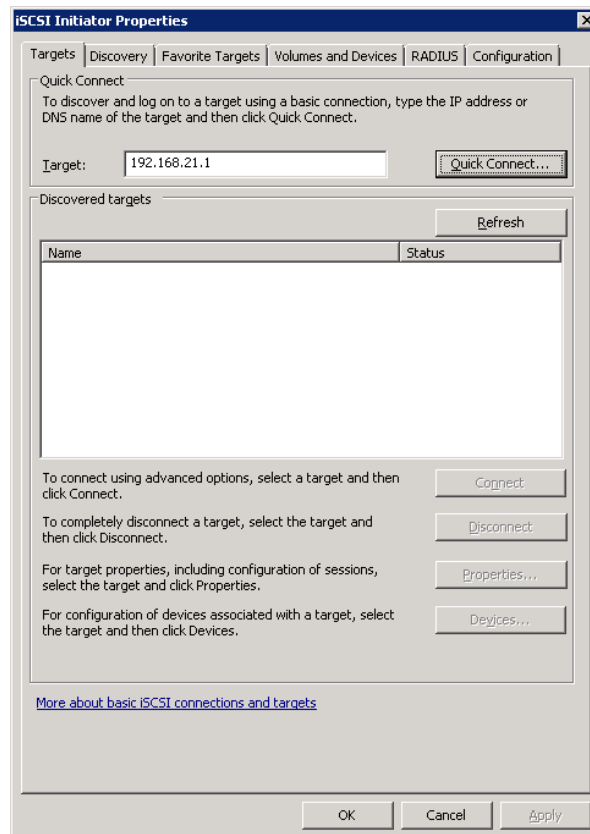 iSCSI Initiator Properties
Targets Discovery Favorite Targets Volumes and Devices RADIUS Configuration
Quick Connect
To discover and log on to a target using a basic connection, type the IP address or
DNS name of the target and then click Quick Connect.
Target: 192.168.21.1 Quick Connect...
Discovered targets
Refresh
Name Status
To connect using advanced options, select a target and then
click Connect.
Connect
To completely disconnect a target, select the target and
then click Disconnect.
Disconnect
For target properties, including configuration of sessions,
select the target and click Properties.
Properties...
For configuration of devices associated with a target, select
the target and then click Devices.
Devices...
More about basic iSCSI connections and targets
OK Cancel Apply